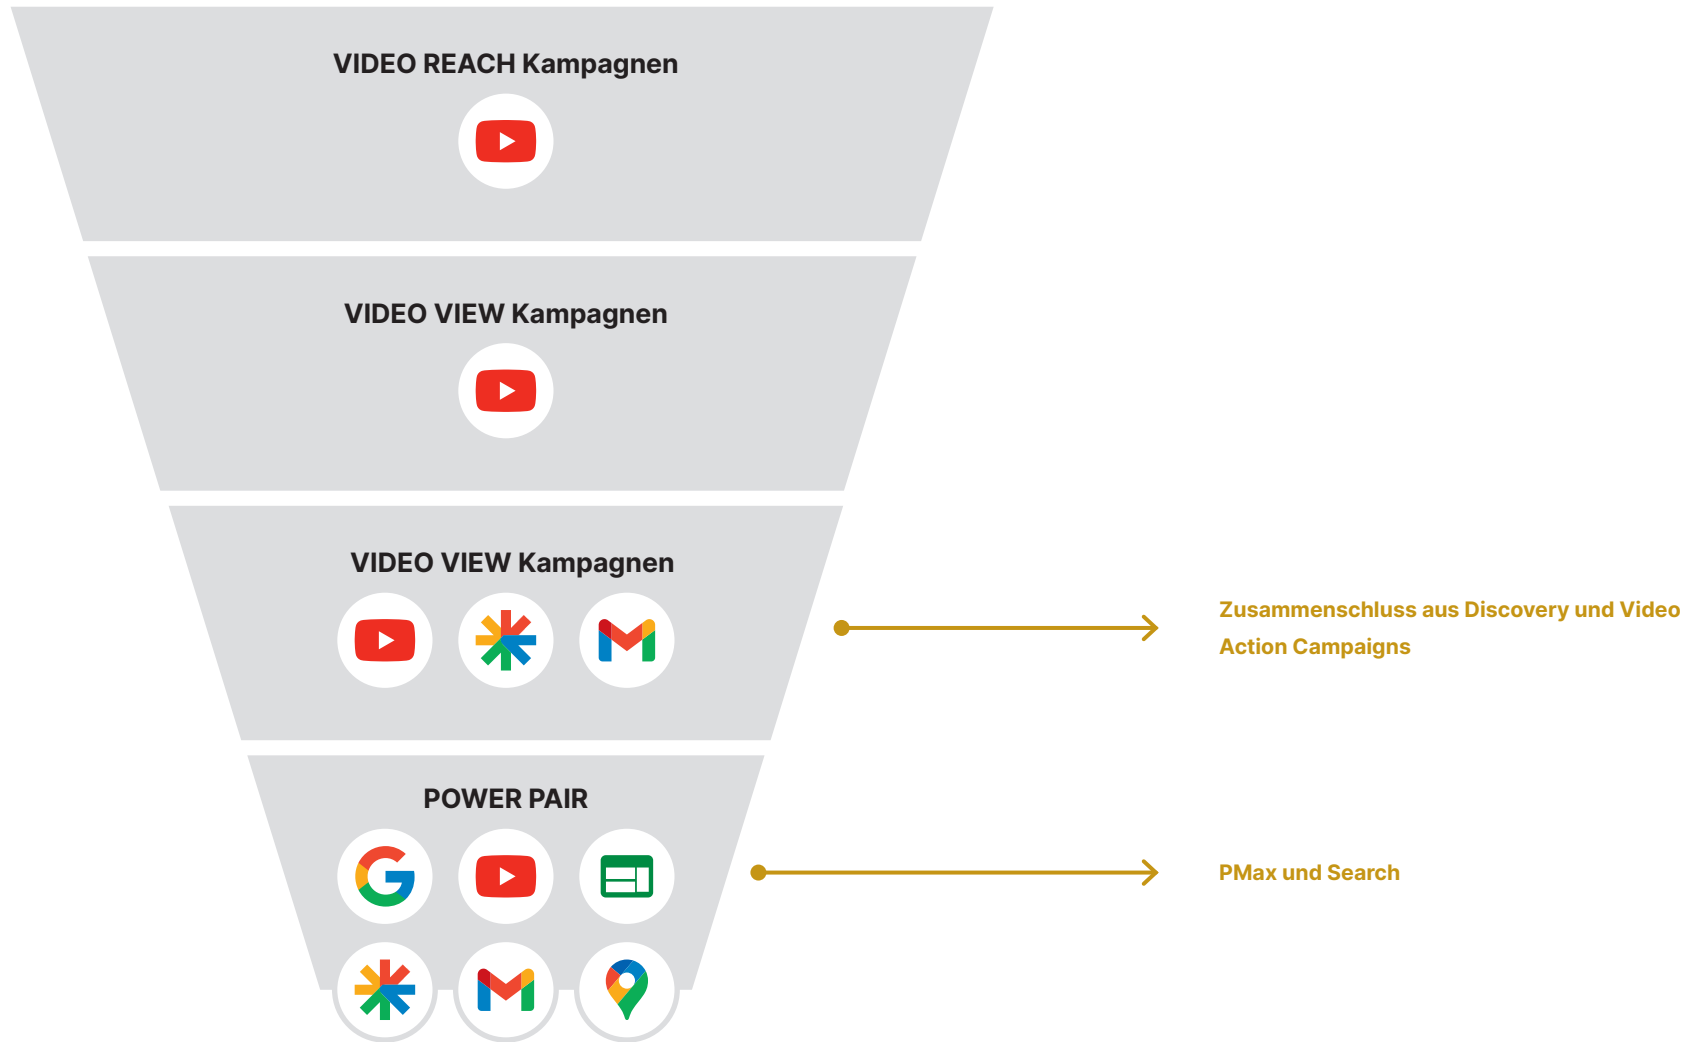 VIDEO REACH Kampagnen
VIDEO VIEW Kampagnen
VIDEO VIEW Kampagnen
Zusammenschluss aus Discovery und Video
Action Campaigns
POWER PAIR
PMax und Search